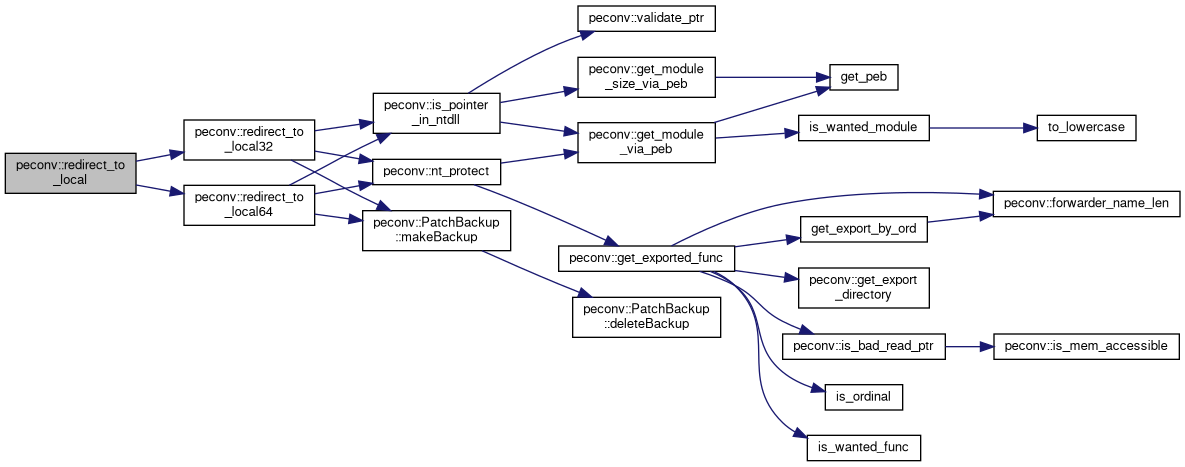 peconv::redirect_to
_local
peconv::redirect_to
_local32
peconv::redirect_to
_local64
peconv::is_pointer
_in_ntdll
peconv::nt_protect
peconv::PatchBackup
::makeBackup
peconv::validate_ptr
peconv::get_module
_size_via_peb
peconv::get_module
_via_peb
peconv::get_exported_func
peconv::PatchBackup
::deleteBackup
get_peb
is_wanted_module
get_export_by_ord
peconv::get_export
_directory
peconv::is_bad_read_ptr
is_ordinal
is_wanted_func
to_lowercase
peconv::forwarder_name_len
peconv::is_mem_accessible